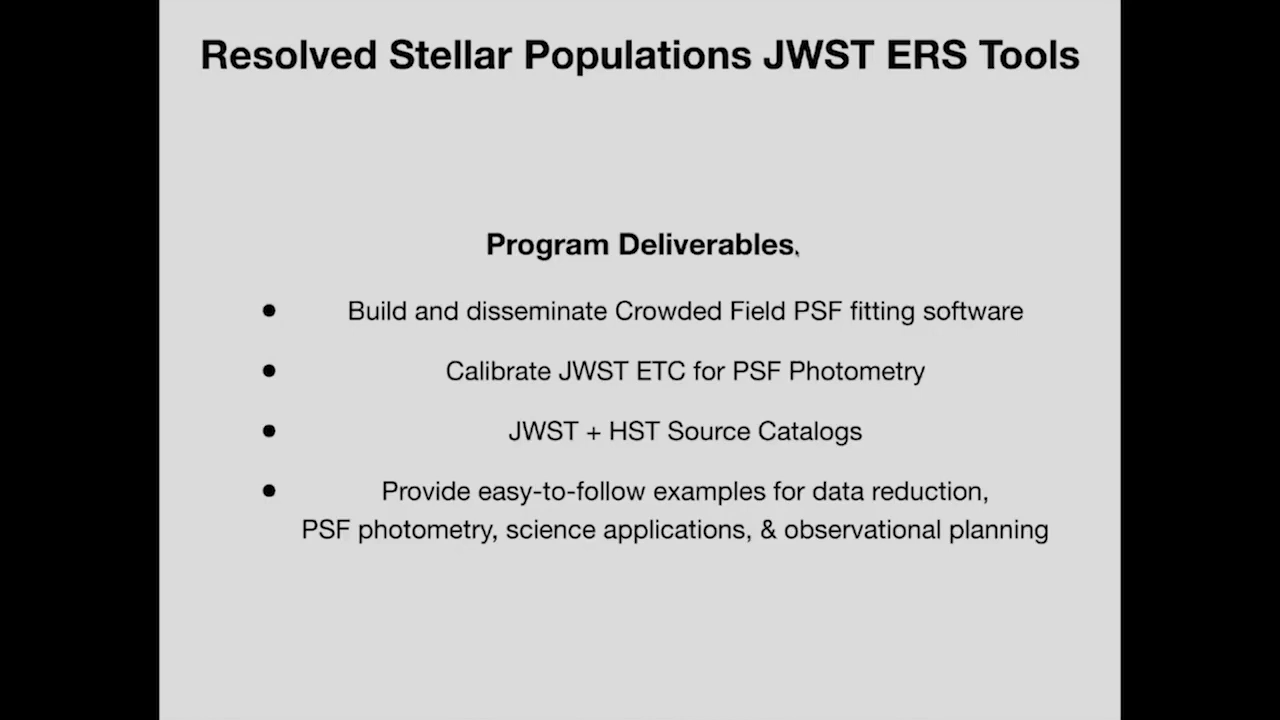 Resolved Stellar Populations JWST ERS Tools
Program Deliverables.
● Build and disseminate Crowded Field PSF fitting software
● Calibrate JWST ETC for PSF Photometry
● JWST + HST Source Catalogs
● Provide easy-to-follow examples for data reduction,
PSF photometry, science applications, & observational planning